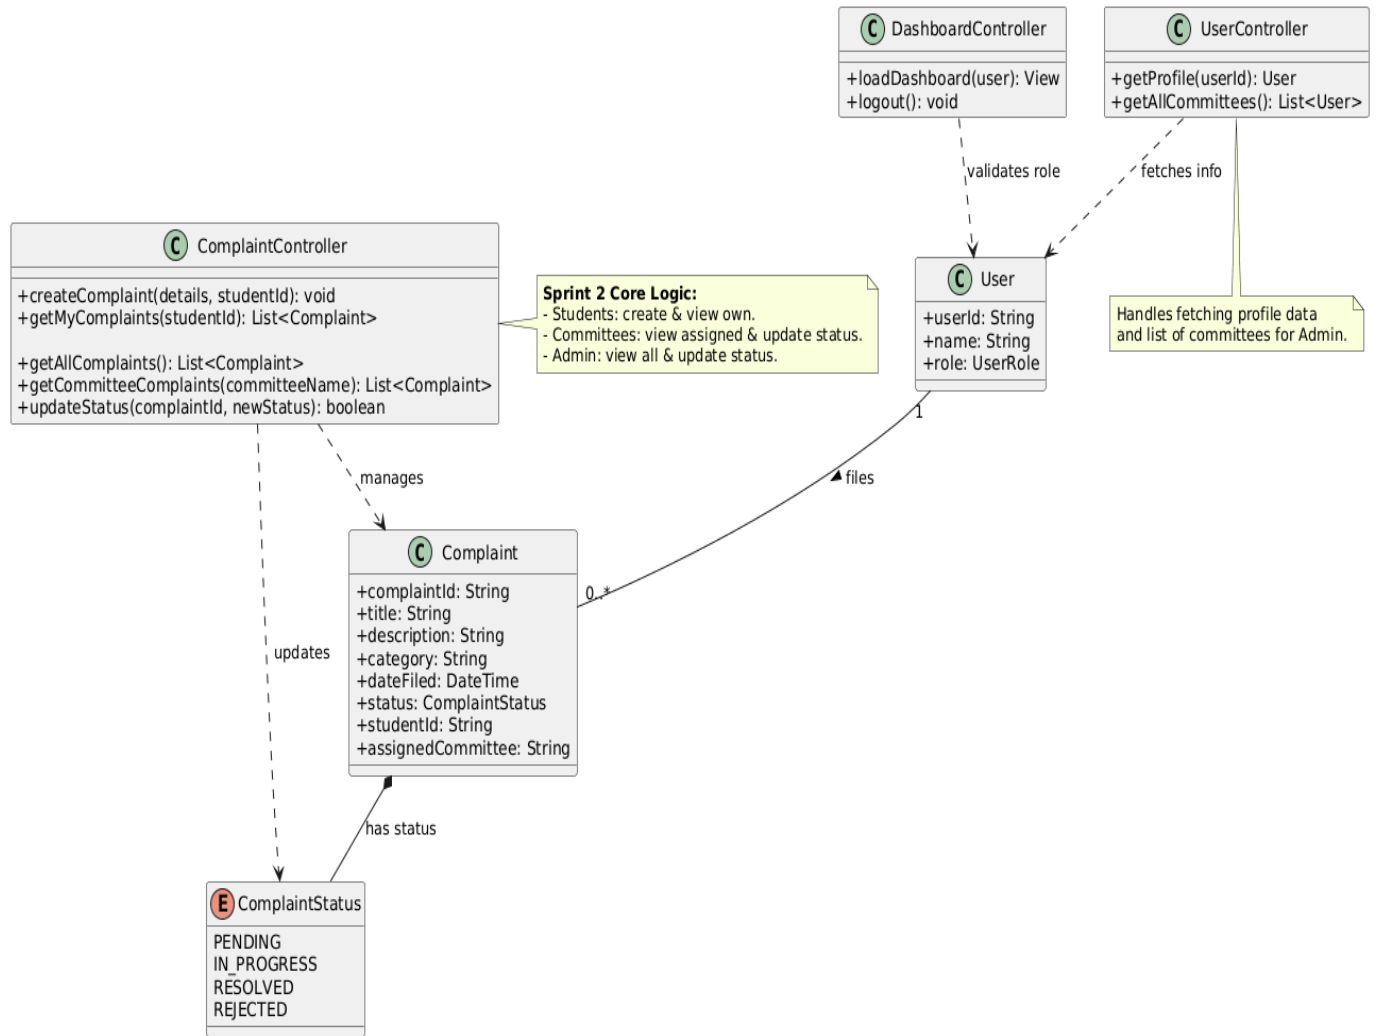 DashboardController
+loadDashboard(user): View
+logout(): void
UserController
+getProfile(userId): User
+getAllCommittees(): List<User>
validates role
fetches info
ComplaintController
+createComplaint(details, studentId): void
+getMyComplaints(studentId): List<Complaint>
+getAllComplaints(): List<Complaint>
+getCommitteeComplaints(committeeName): List<Complaint>
+updateStatus(complaintId, newStatus): boolean
Sprint 2 Core Logic:
- Students: create & view own.
- Committees: view assigned & update status.
- Admin: view all & update status.
User
+userId: String
+name: String
+role: UserRole
Handles fetching profile data
and list of committees for Admin.
1
files
0..*
manages
Complaint
+complaintId: String
+title: String
+description: String
+category: String
+dateFiled: DateTime
+status: ComplaintStatus
+studentId: String
+assignedCommittee: String
updates
has status
ComplaintStatus
PENDING
IN_PROGRESS
RESOLVED
REJECTED